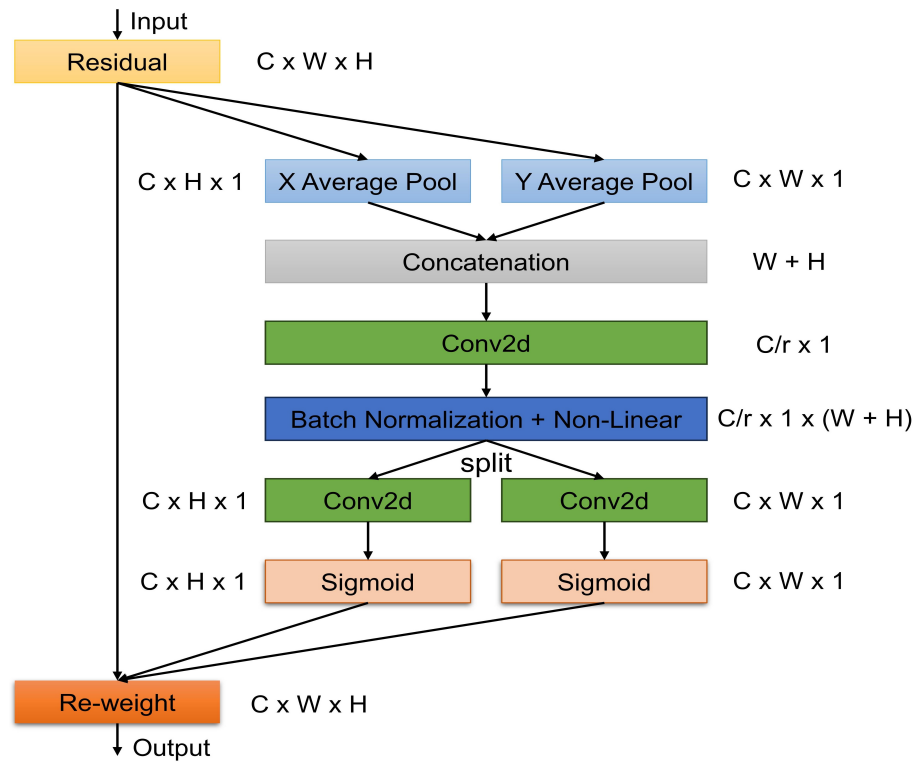 Input
Residual
C x W x H
C x H x 1
X Average Pool
Y Average Pool
C x W x 1
Concatenation
W + H
Conv2d
C/r x 1
Batch Normalization + Non-Linear
C/r x 1 x (W + H)
split
C x H x 1
Conv2d
Conv2d
C x W x 1
C x H x 1
Sigmoid
Sigmoid
C x W x 1
Re-weight
C x W x H
Output